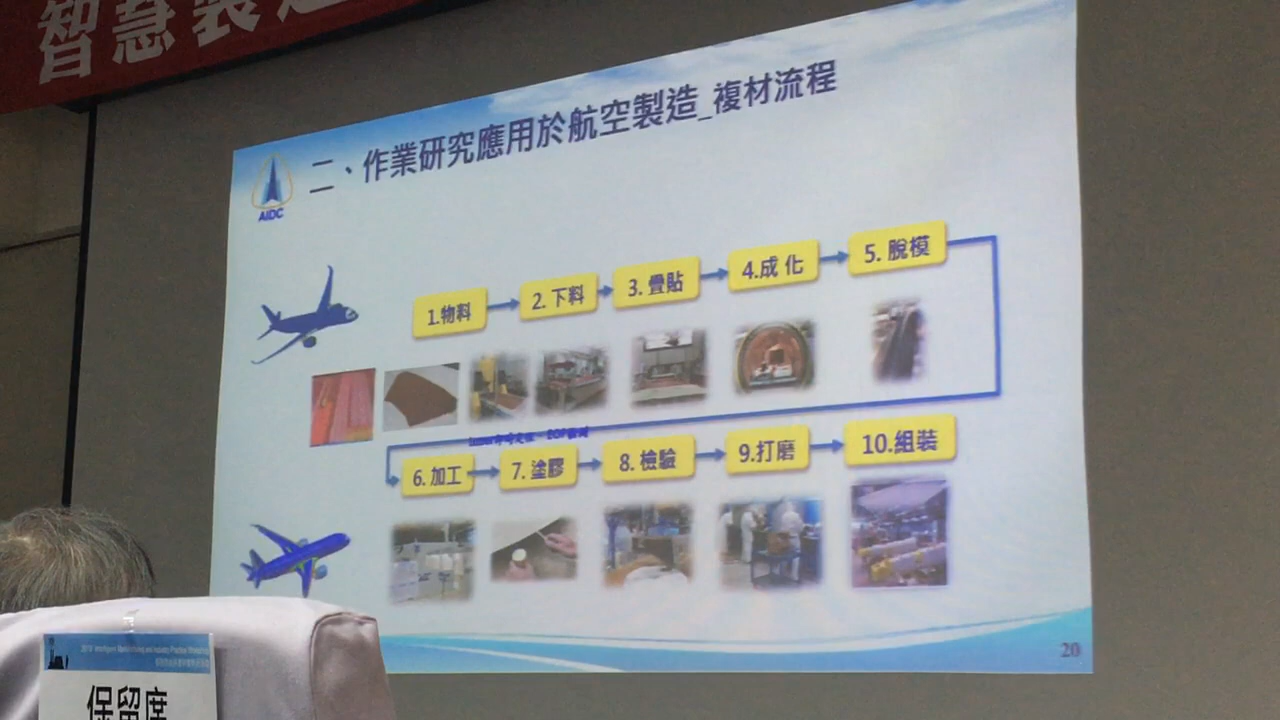 智慧製造
二、作業研究應用於航空製造_複材流程
AIDC
1.物料
2. 下料
3. 疊貼
4.成 化
5. 脫模
6. 加工
7. 塗膠
8. 檢驗
9.打磨
10.組裝
20
保留席